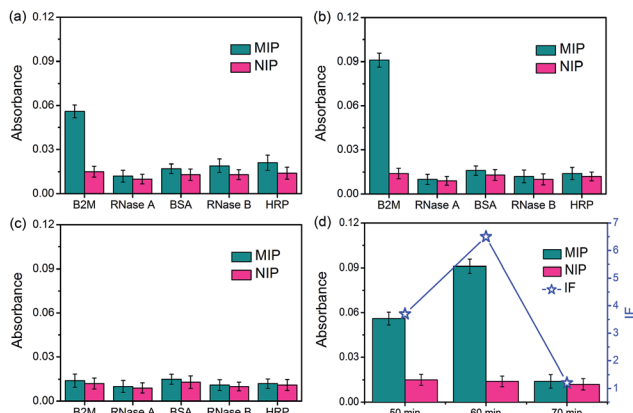 (a)
0.12
0.09
0.06
0.03
0.00
Absorbance
MIP
NIP
B2M RNase A BSA RNase B HRP
(b)
0.12
0.09
0.06
0.03
0.00
Absorbance
MIP
NIP
B2M RNase A BSA RNase B HRP
(c)
0.12
0.09
0.06
0.03
0.00
Absorbance
MIP
NIP
B2M RNase A BSA RNase B HRP
(d)
0.12
0.09
0.06
0.03
0.00
Absorbance
MIP
NIP
IF
7
6
5
4
3
2
1
0
IF
50 min 60 min 70 min